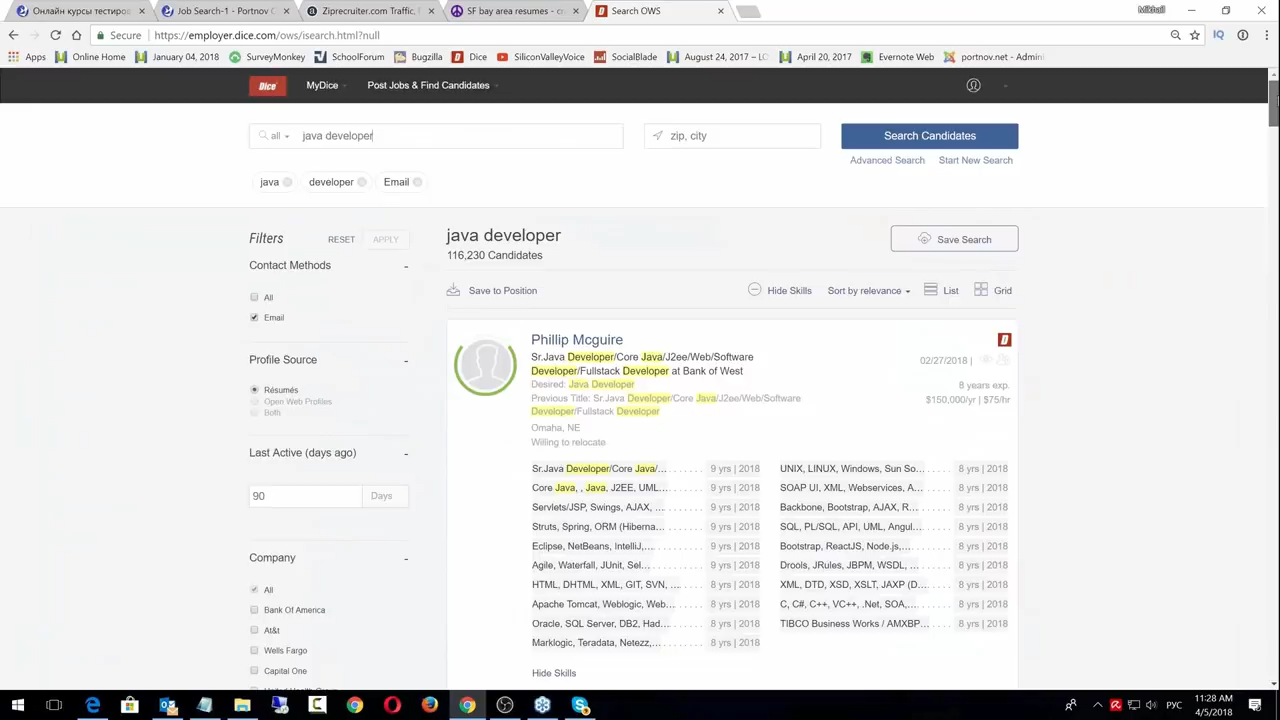 Онлайн курсы тестиров
Job Search-1 - Portnov C
Ziprecruiter.com Traffic,
SF bay area resumes - c
Search OWS
Mikhail
Secure
https://employer.dice.com/ows/isearch.html?null
Apps
Online Home
January 04, 2018
SurveyMonkey
SchoolForum
Bugzilla
Dice
SiliconValleyVoice
SocialBlade
August 24, 2017 – LO
April 20, 2017
Evernote Web
portnov.net - Admini
Dice
MyDice
Post Jobs & Find Candidates
all
java developer
zip, city
Search Candidates
Advanced Search
Start New Search
java
developer
Email
Filters
RESET
APPLY
java developer
116,230 Candidates
Save Search
Contact Methods
All
Email
Save to Position
Hide Skills
Sort by relevance
List
Grid
Profile Source
Résumés
Open Web Profiles
Both
Last Active (days ago)
90
Days
Company
All
Bank Of America
At&t
Wells Fargo
Capital One
Phillip Mcguire
Sr.Java Developer/Core Java/J2ee/Web/Software
Developer/Fullstack Developer at Bank of West
Desired: Java Developer
Previous Title: Sr.Java Developer/Core Java/J2ee/Web/Software
Developer/Fullstack Developer
Omaha, NE
Willing to relocate
02/27/2018 |
8 years exp.
$150,000/yr | $75/hr
Sr.Java Developer/Core Java/... 9 yrs | 2018
UNIX, LINUX, Windows, Sun So... 8 yrs | 2018
Core Java, , Java, J2EE, UML... 9 yrs | 2018
SOAP UI, XML, Webservices, A... 8 yrs | 2018
Servlets/JSP, Swings, AJAX, ... 9 yrs | 2018
Backbone, Bootstrap, AJAX, R... 8 yrs | 2018
Struts, Spring, ORM (Hiberna... 9 yrs | 2018
SQL, PL/SQL, API, UML, Angul... 8 yrs | 2018
Eclipse, NetBeans, IntelliJ,... 9 yrs | 2018
Bootstrap, ReactJS, Node.js,... 8 yrs | 2018
Agile, Waterfall, JUnit, Sel... 9 yrs | 2018
Drools, JRules, JBPM, WSDL, ... 8 yrs | 2018
HTML, DHTML, XML, GIT, SVN, ... 8 yrs | 2018
XML, DTD, XSD, XSLT, JAXP (D... 8 yrs | 2018
Apache Tomcat, Weblogic, Web... 8 yrs | 2018
C, C#, C++, VC++, .Net, SOA,... 8 yrs | 2018
Oracle, SQL Server, DB2, Had... 8 yrs | 2018
TIBCO Business Works / AMXBP... 8 yrs | 2018
Marklogic, Teradata, Netezz,... 8 yrs | 2018
Hide Skills
РУС
11:28 AM
4/5/2018